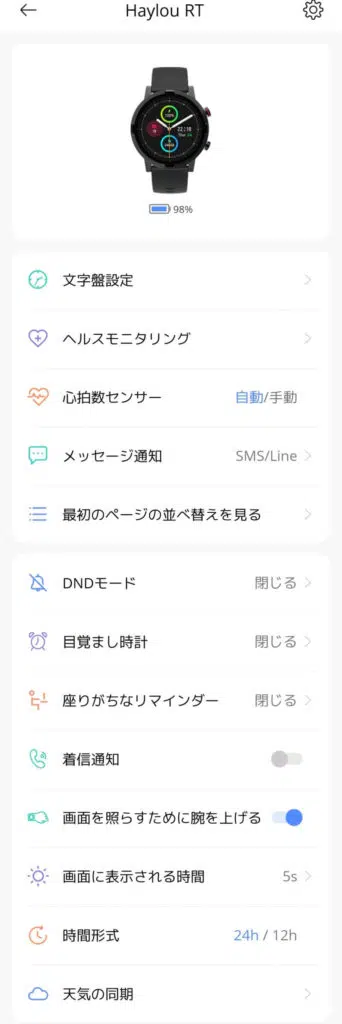 Haylou RT
98%
文字盤設定
ヘルスモニタリング
心拍数センサー 自動/手動
メッセージ通知 SMS/Line
最初のページの並べ替えを見る
DNDモード 閉じる
目覚まし時計 閉じる
座りがちなリマインダー 閉じる
着信通知
画面を照らすために腕を上げる
画面に表示される時間 5s
時間形式 24h / 12h
天気の同期